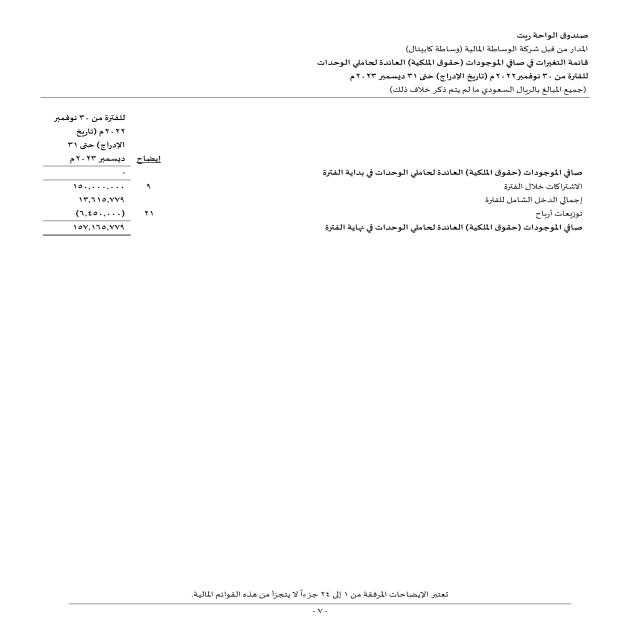 صندوق الواحة ريت
المدار من قبل شركة الوساطة المالية (وساطة كابيتال)
قائمة التغيرات في صافي الموجودات (حقوق الملكية) العائدة لحاملي الوحدات
للفترة من ٣٠ نوفمبر ٢٠٢٢م (تاريخ الإدراج) حتى ٣١ ديسمبر ٢٠٢٣م
(جميع المبالغ بالريال السعودي ما لم يتم ذكر خلاف ذلك)
للفترة من ٣٠ نوفمبر
٢٠٢٢م (تاريخ
الإدراج) حتى ٣١
ايضاح ديسمبر ٢٠٢٣م
صافي الموجودات (حقوق الملكية) العائدة لحاملي الوحدات في بداية الفترة -
الاشتراكات خلال الفترة ٩ ١٥٠,٠٠٠,٠٠٠
إجمالي الدخل الشامل للفترة ١٣,٦١٥,٧٧٩
توزيعات أرباح ٢١ (٦,٤٥٠,٠٠٠)
صافي الموجودات (حقوق الملكية) العائدة لحاملي الوحدات في نهاية الفترة ١٥٧,١٦٥,٧٧٩
تعتبر الإيضاحات المرفقة من ١ إلى ٢٤ جزءاً لا يتجزأ من هذه القوائم المالية.
- ٧ -